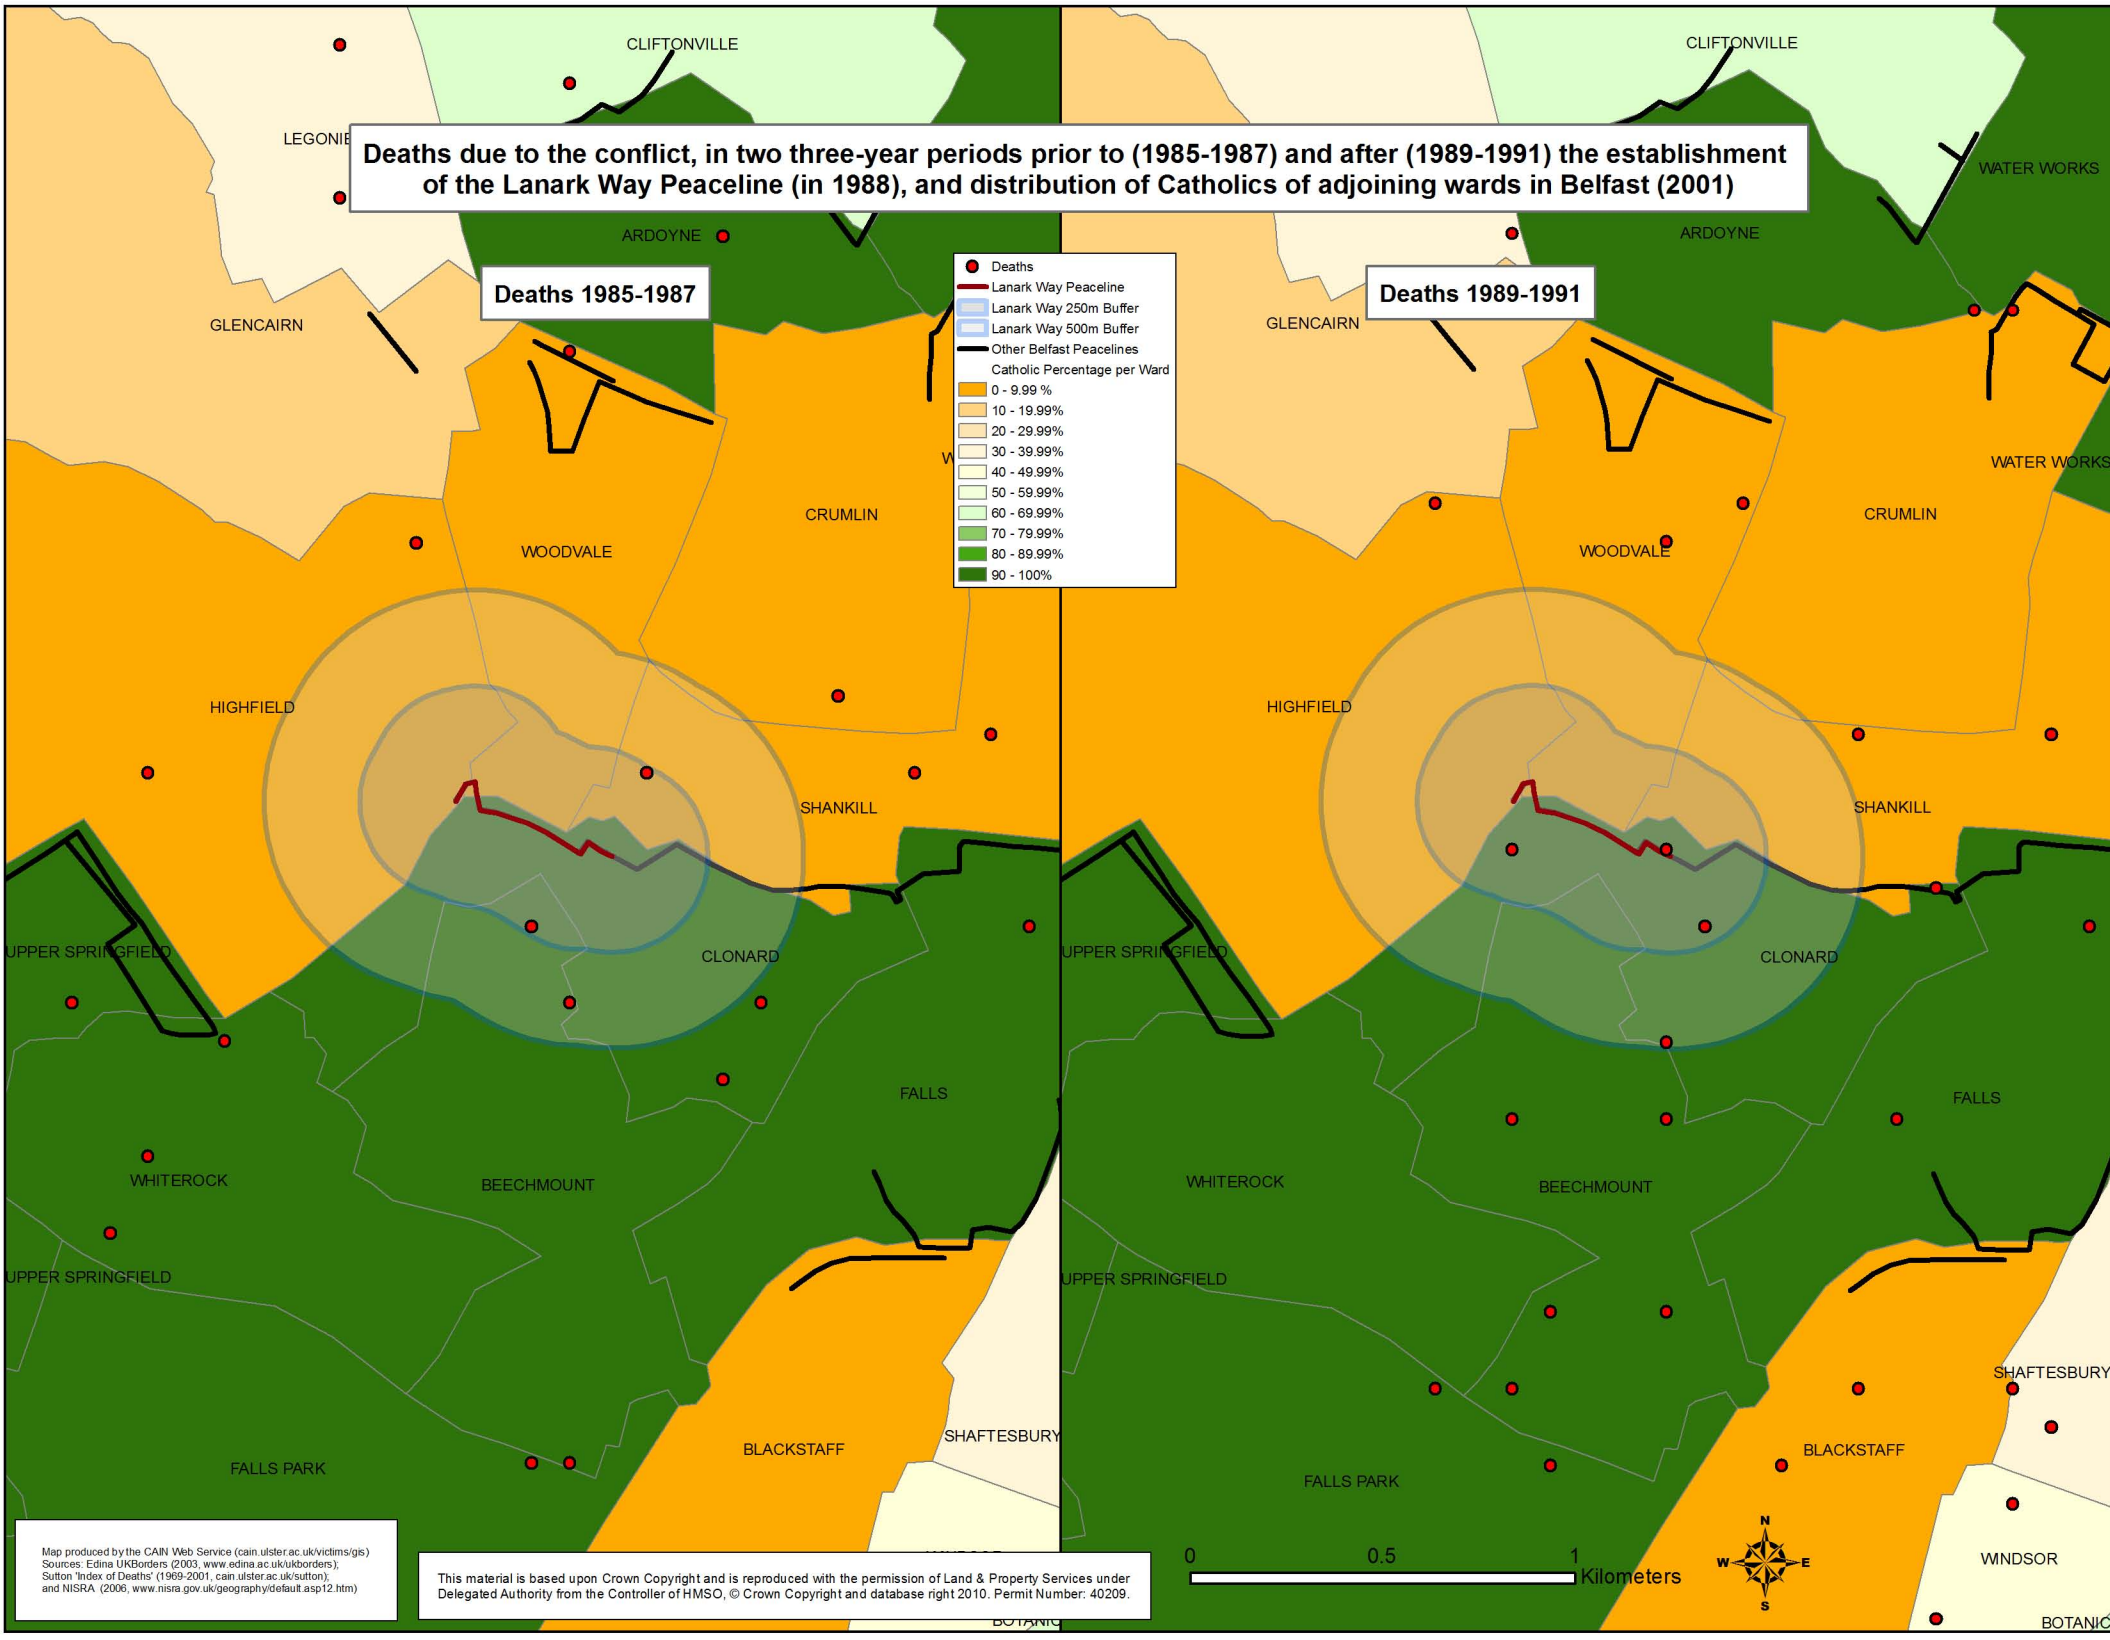 CLIFTONVILLE
CLIFTONVILLE
LEGONIE
WATER WORKS
Deaths due to the conflict, in two three-year periods prior to (1985-1987) and after (1989-1991) the establishment
of the Lanark Way Peaceline (in 1988), and distribution of Catholics of adjoining wards in Belfast (2001)
ARDOYNE
ARDOYNE
Deaths 1985-1987
Deaths 1989-1991
Deaths
Lanark Way Peaceline
Lanark Way 250m Buffer
Lanark Way 500m Buffer
Other Belfast Peacelines
Catholic Percentage per Ward
0 - 9.99 %
10 - 19.99%
20 - 29.99%
30 - 39.99%
40 - 49.99%
50 - 59.99%
60 - 69.99%
70 - 79.99%
80 - 89.99%
90 - 100%
GLENCAIRN
GLENCAIRN
W
WATER WORKS
CRUMLIN
CRUMLIN
WOODVALE
WOODVALE
HIGHFIELD
HIGHFIELD
SHANKILL
SHANKILL
UPPER SPRINGFIELD
CLONARD
UPPER SPRINGFIELD
CLONARD
FALLS
FALLS
WHITEROCK
BEECHMOUNT
WHITEROCK
BEECHMOUNT
UPPER SPRINGFIELD
UPPER SPRINGFIELD
SHAFTESBURY
SHAFTESBURY
BLACKSTAFF
BLACKSTAFF
FALLS PARK
FALLS PARK
Map produced by the CAIN Web Service (cain.ulster.ac.uk/victims/gis)
Sources: Edina UKBorders (2003, www.edina.ac.uk/ukborders);
Sutton 'Index of Deaths' (1969-2001, cain.ulster.ac.uk/sutton);
and NISRA (2006, www.nisra.gov.uk/geography/default.asp12.htm)
This material is based upon Crown Copyright and is reproduced with the permission of Land & Property Services under
Delegated Authority from the Controller of HMSO, © Crown Copyright and database right 2010. Permit Number: 40209.
0 0.5 1
Kilometers
N
W E
S
WINDSOR
BOTANIC
BOTANIC